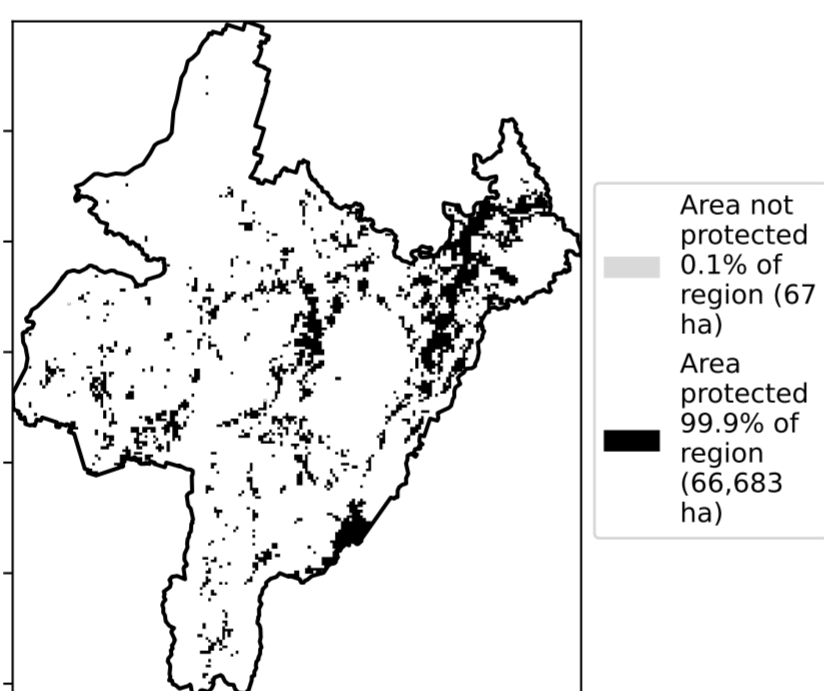 Area not
protected
0.1% of
region (67
ha)
Area
protected
99.9% of
region
(66,683
ha)